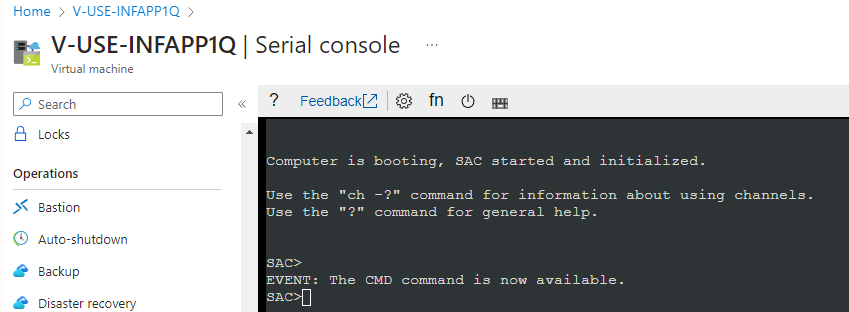 Home > V-USE-INFAPP1Q >
V-USE-INFAPP1Q | Serial console ...
Virtual machine
Search «
? Feedback fn
Locks
Operations
Bastion
Auto-shutdown
Backup
Disaster recovery
Computer is booting, SAC started and initialized.
Use the "ch -?" command for information about using channels.
Use the "?" command for general help.
SAC>
EVENT: The CMD command is now available.
SAC>